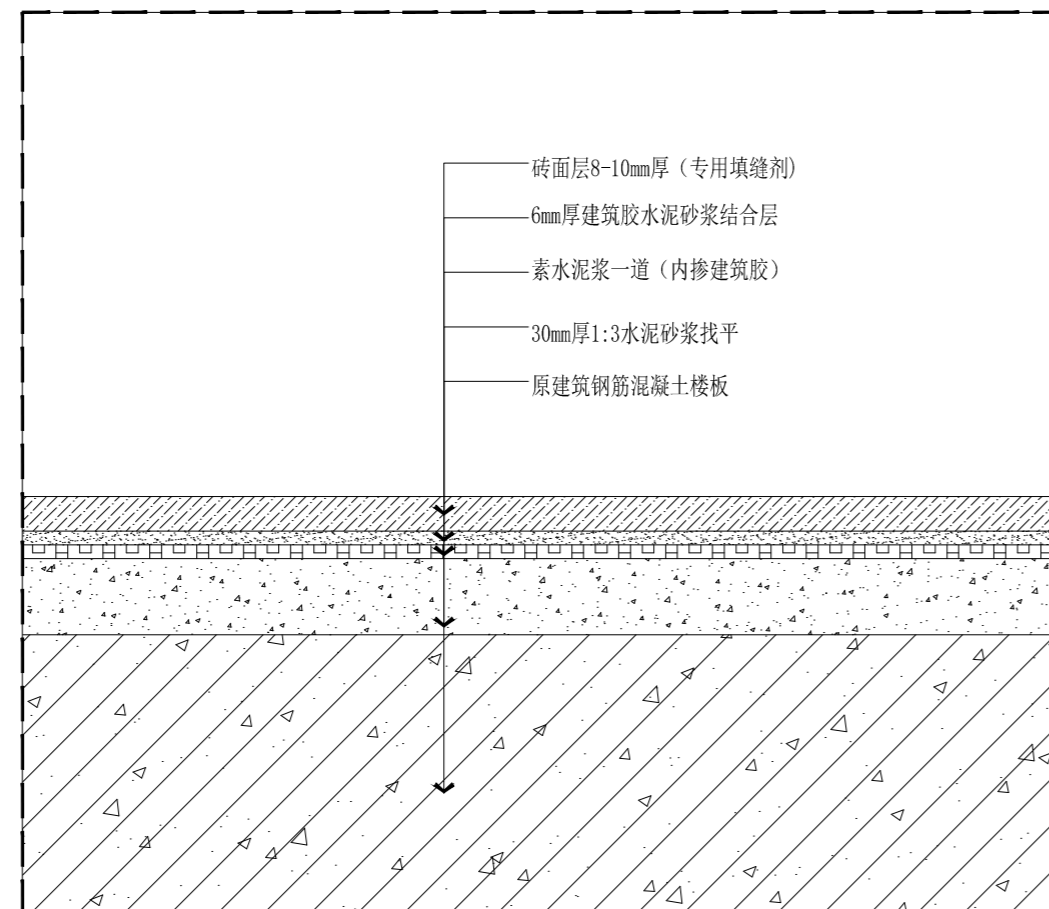 砖面层8-10mm厚（专用填缝剂)
6mm厚建筑胶水泥砂浆结合层
素水泥浆一道（内掺建筑胶）
30mm厚1:3水泥砂浆找平
原建筑钢筋混凝土楼板